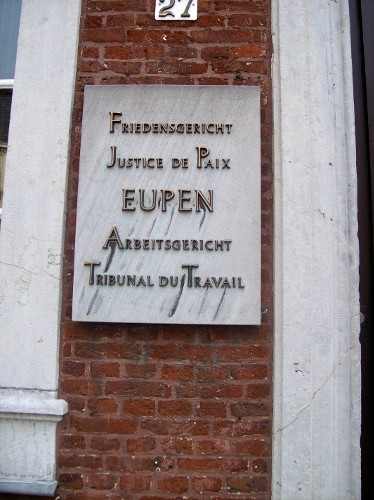 27
Friedensgericht
Justice de Paix
EUPEN
Arbeitsgericht
Tribunal du Travail